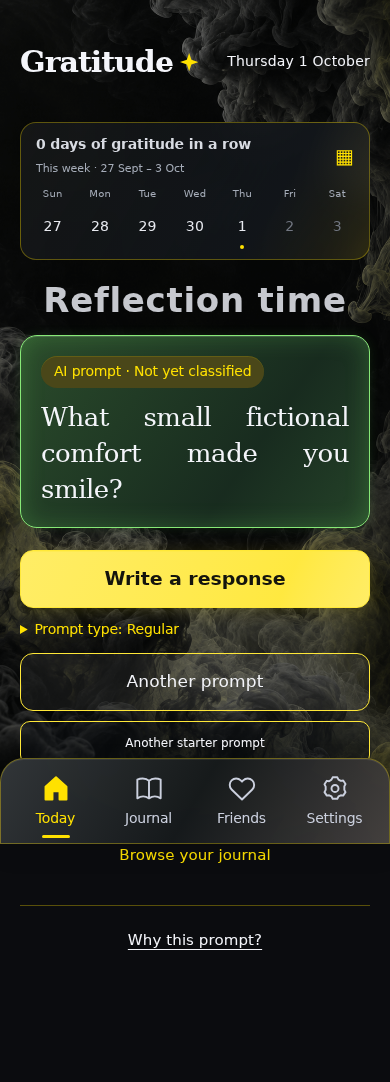 Gratitude
Thursday 1 October
0 days of gratitude in a row
This week · 27 Sept – 3 Oct
Sun Mon Tue Wed Thu Fri Sat
27 28 29 30 1 2 3
Reflection time
AI prompt · Not yet classified
What small fictional
comfort made you
smile?
Write a response
Prompt type: Regular
Another prompt
Another starter prompt
Today Journal Friends Settings
Browse your journal
Why this prompt?